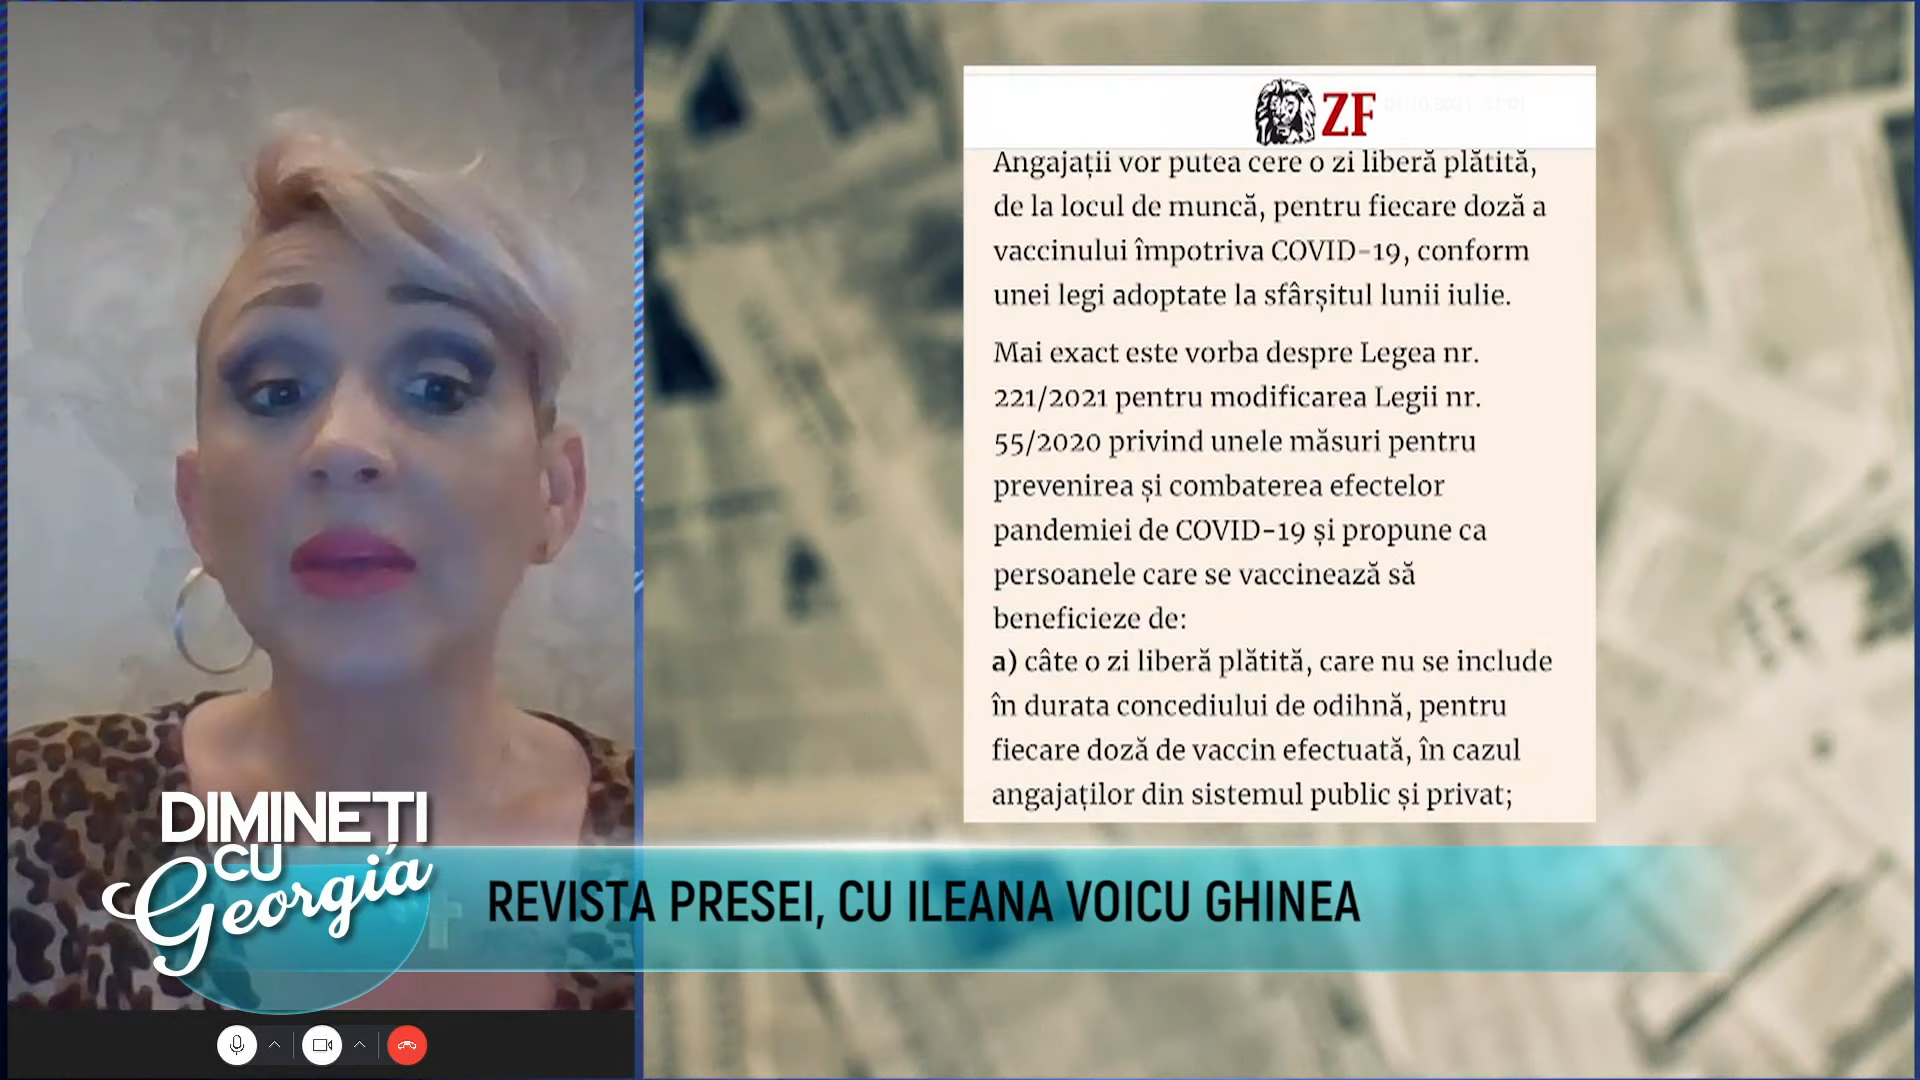 ZF
Angajații vor putea cere o zi liberă plătită,
de la locul de muncă, pentru fiecare doză a
vaccinului împotriva COVID-19, conform
unei legi adoptate la sfârșitul lunii iulie.
Mai exact este vorba despre Legea nr.
221/2021 pentru modificarea Legii nr.
55/2020 privind unele măsuri pentru
prevenirea și combaterea efectelor
pandemiei de COVID-19 și propune ca
persoanele care se vaccinează să
beneficieze de:
a) câte o zi liberă plătită, care nu se include
în durata concediului de odihnă, pentru
fiecare doză de vaccin efectuată, în cazul
angajaților din sistemul public și privat;
DIMINEȚI
CU
Georgia
REVISTA PRESEI, CU ILEANA VOICU GHINEA